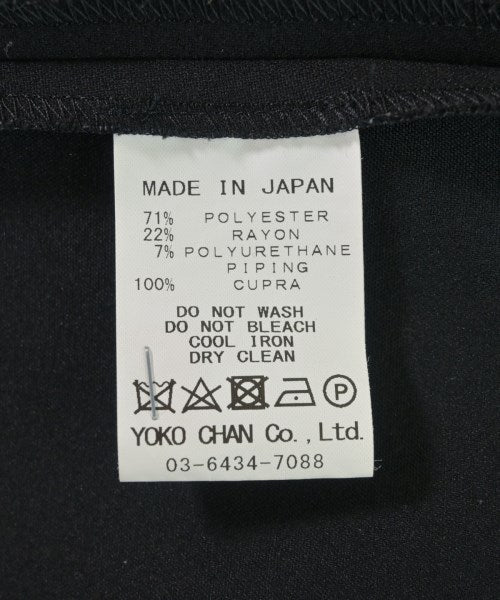 MADE IN JAPAN
71% POLYESTER
22% RAYON
7% POLYURETHANE
PIPING
100% CUPRA
DO NOT WASH
DO NOT BLEACH
COOL IRON
DRY CLEAN
P
YOKO CHAN Co.,Ltd.
03-6434-7088